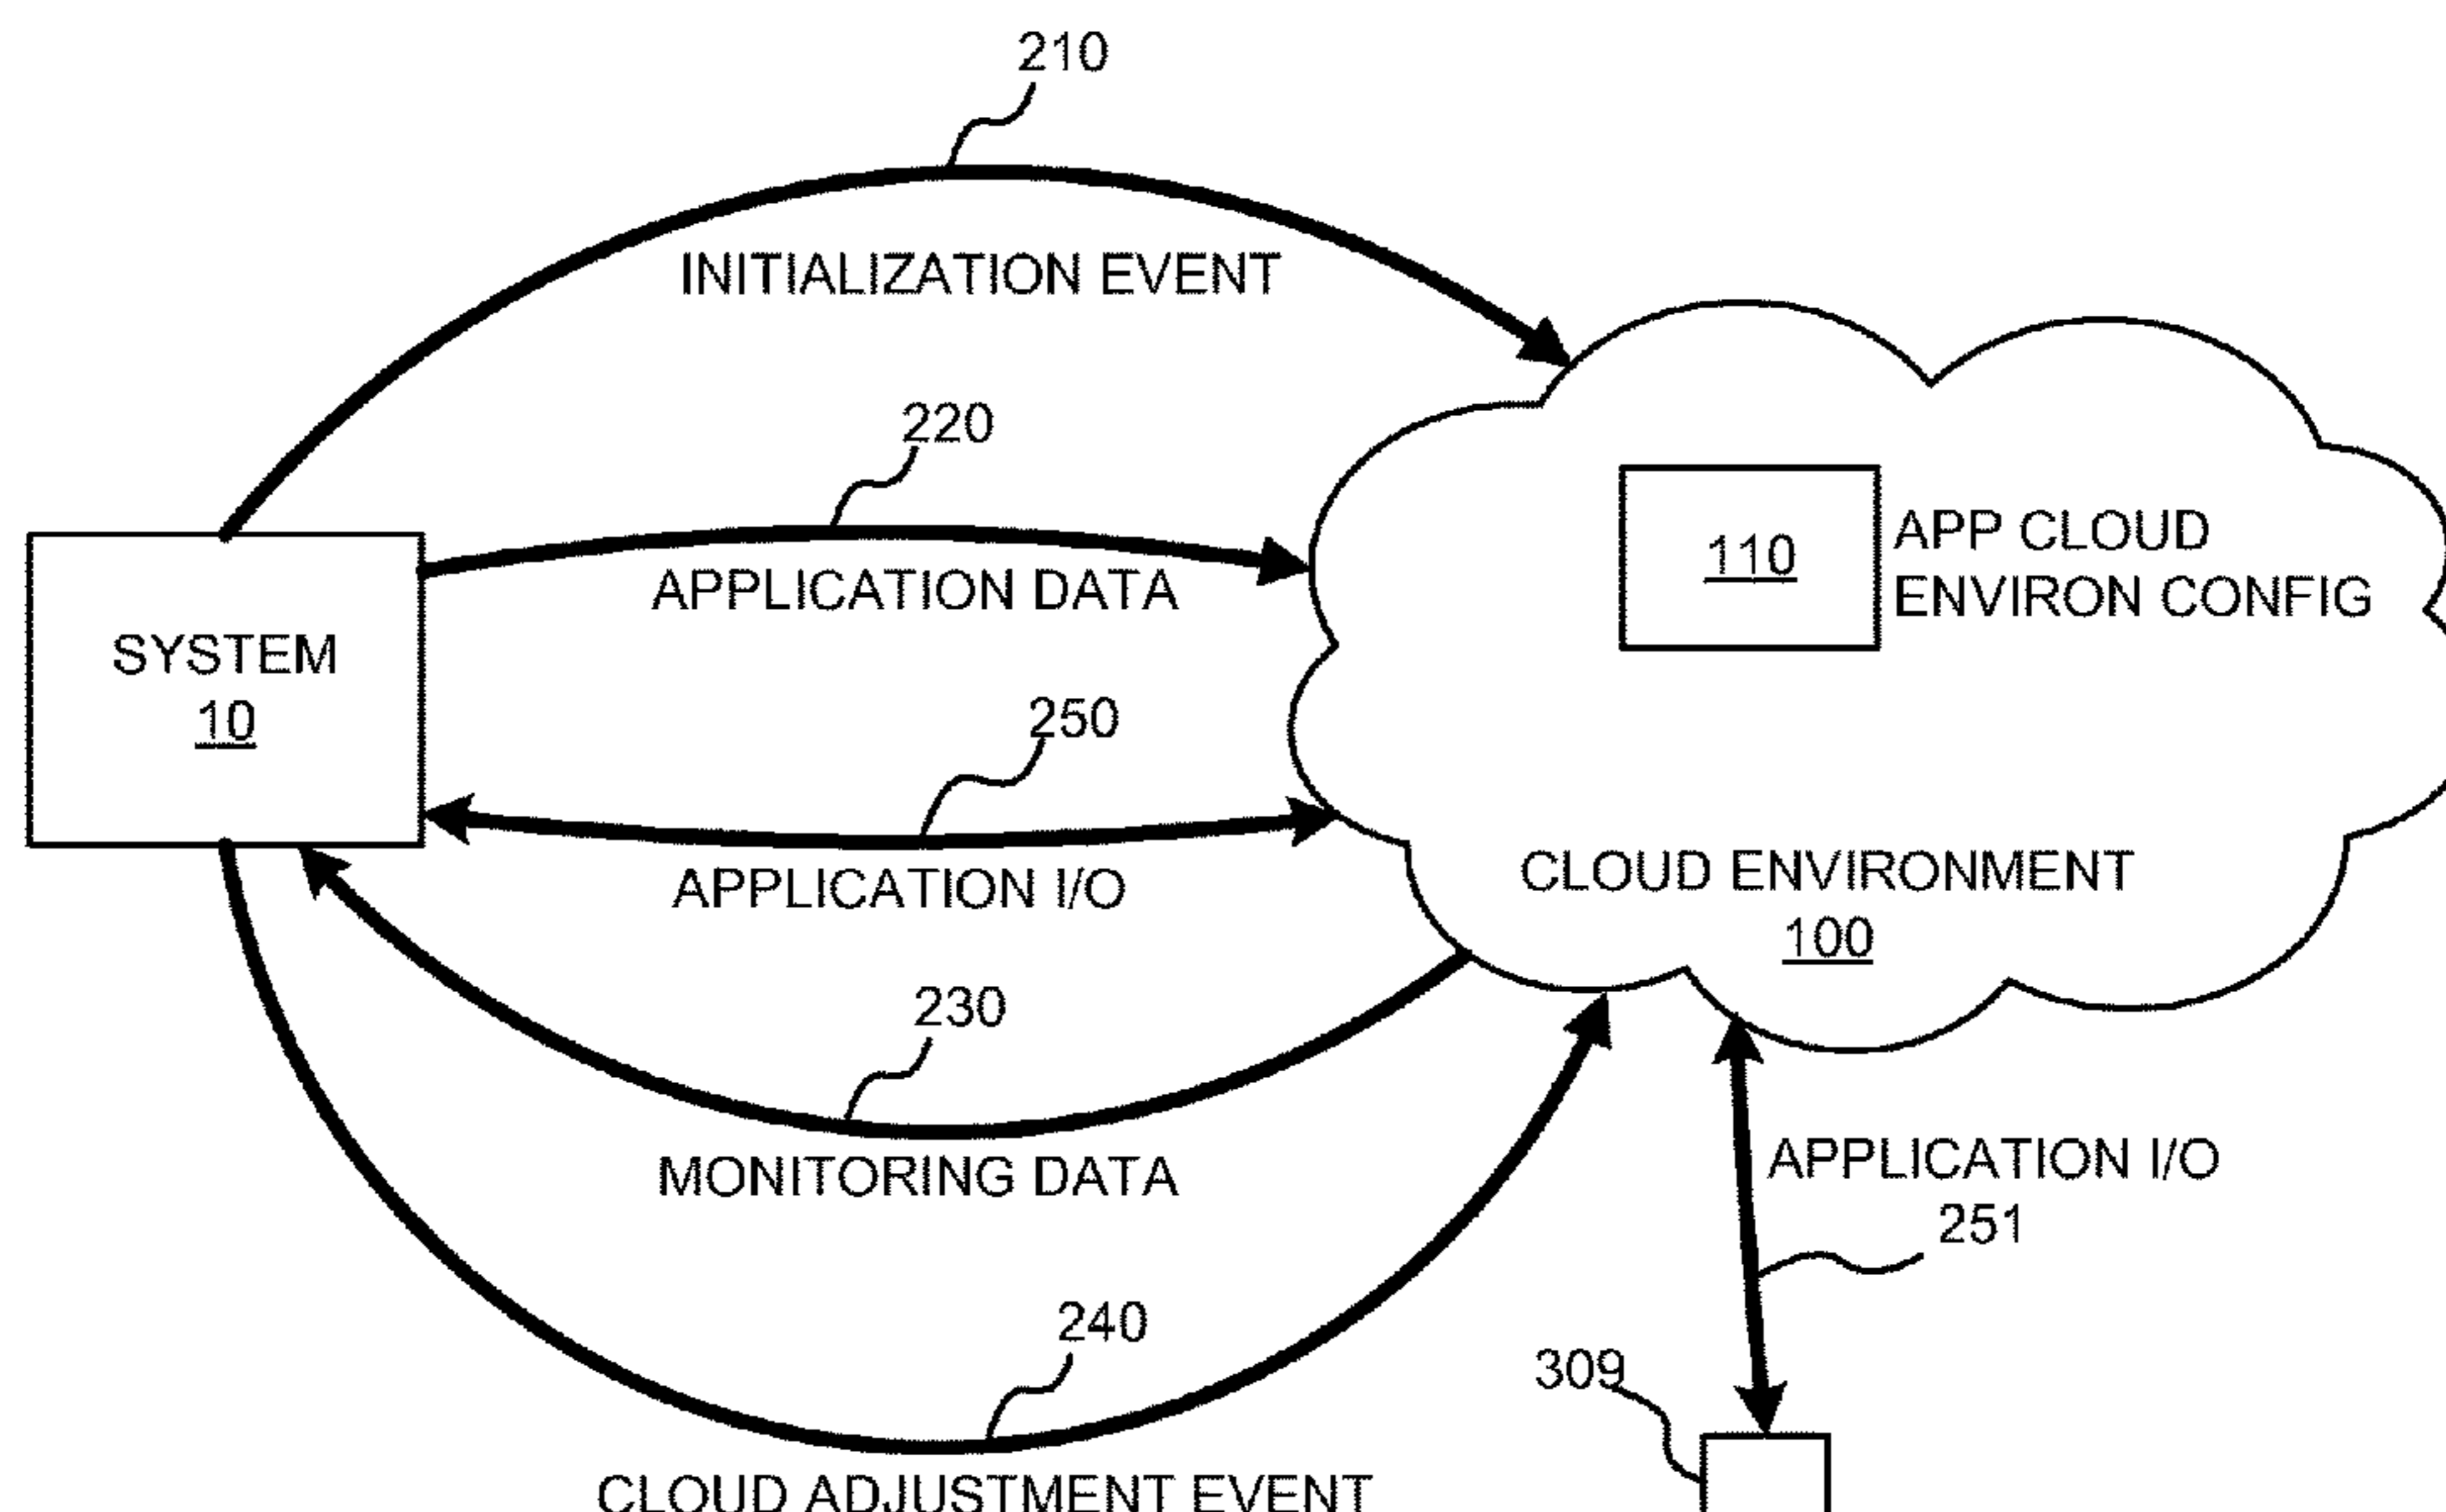 210
INITIALIZATION EVENT
220
APPLICATION DATA
SYSTEM
10
110
APP CLOUD
ENVIRON CONFIG
250
APPLICATION I/O
CLOUD ENVIRONMENT
100
230
MONITORING DATA
APPLICATION I/O
251
240
309
CLOUD ADJUSTMENT EVENT